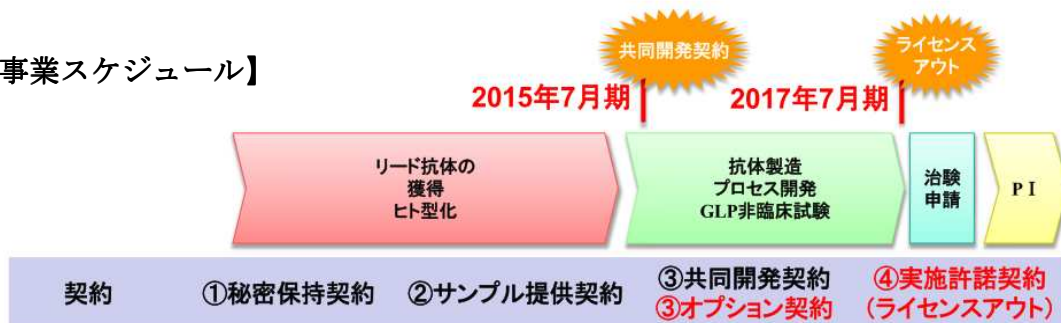 共同開発契約
ライセンス
アウト
事業スケジュール】
2015年7月期
2017年7月期
リード抗体の
獲得
ヒト型化
抗体製造
プロセス開発
GLP非臨床試験
治験
申請
PⅠ
契約
①秘密保持契約
②サンプル提供契約
③共同開発契約
③オプション契約
④実施許諾契約
(ライセンスアウト)